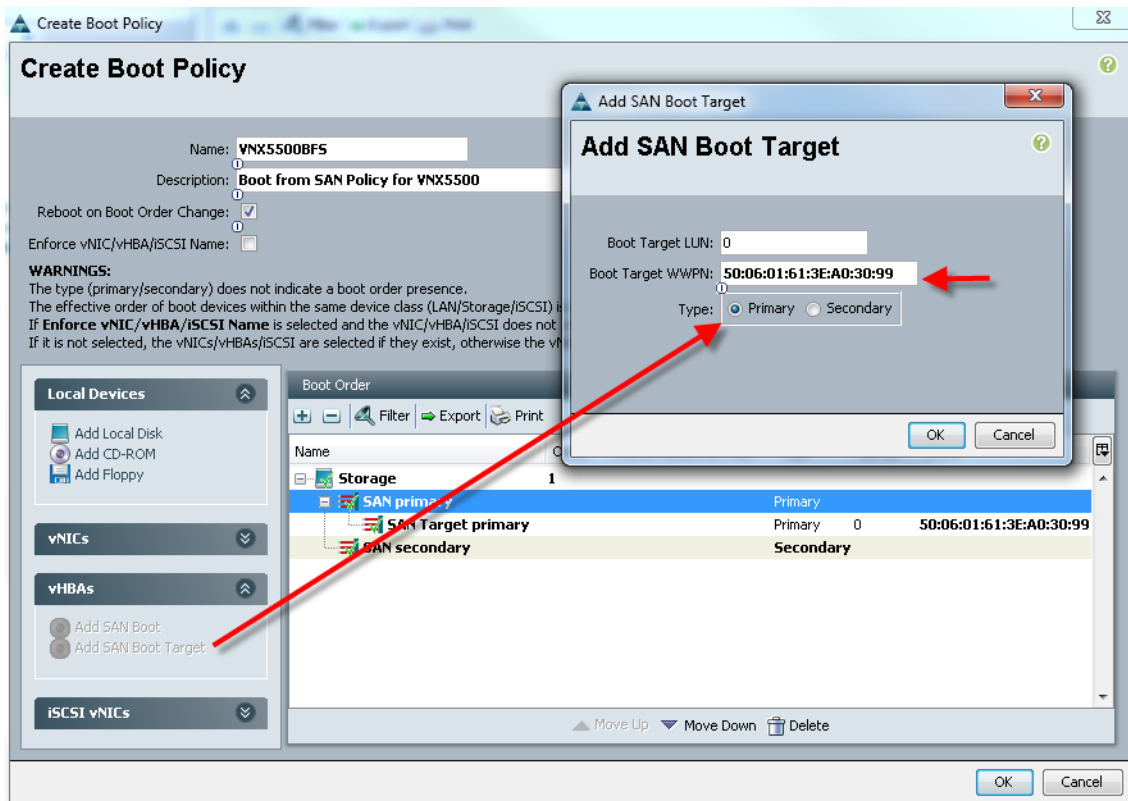 Create Boot Policy
Create Boot Policy
Name: VNX5500BFS
Description: Boot from SAN Policy for VNX5500
Reboot on Boot Order Change:
Enforce vNIC/vHBA/iSCSI Name:
WARNINGS:
The type (primary/secondary) does not indicate a boot order presence.
The effective order of boot devices within the same device class (LAN/Storage/iSCSI)
If Enforce vNIC/vHBA/iSCSI Name is selected and the vNIC/vHBA/iSCSI does not
If it is not selected, the vNICs/vHBAs/iSCSI are selected if they exist, otherwise the
Add SAN Boot Target
Add SAN Boot Target
Boot Target LUN: 0
Boot Target WWPN: 50:06:01:61:3E:A0:30:99
Type: Primary Secondary
OK Cancel
Local Devices
Add Local Disk
Add CD-ROM
Add Floppy
vNICs
vHBAs
Add SAN Boot
Add SAN Boot Target
iSCSI vNICs
Boot Order
Filter Export Print
Name
Storage 1
SAN primary Primary
SAN Target primary Primary 0 50:06:01:61:3E:A0:30:99
SAN secondary Secondary
Move Up Move Down Delete
OK Cancel